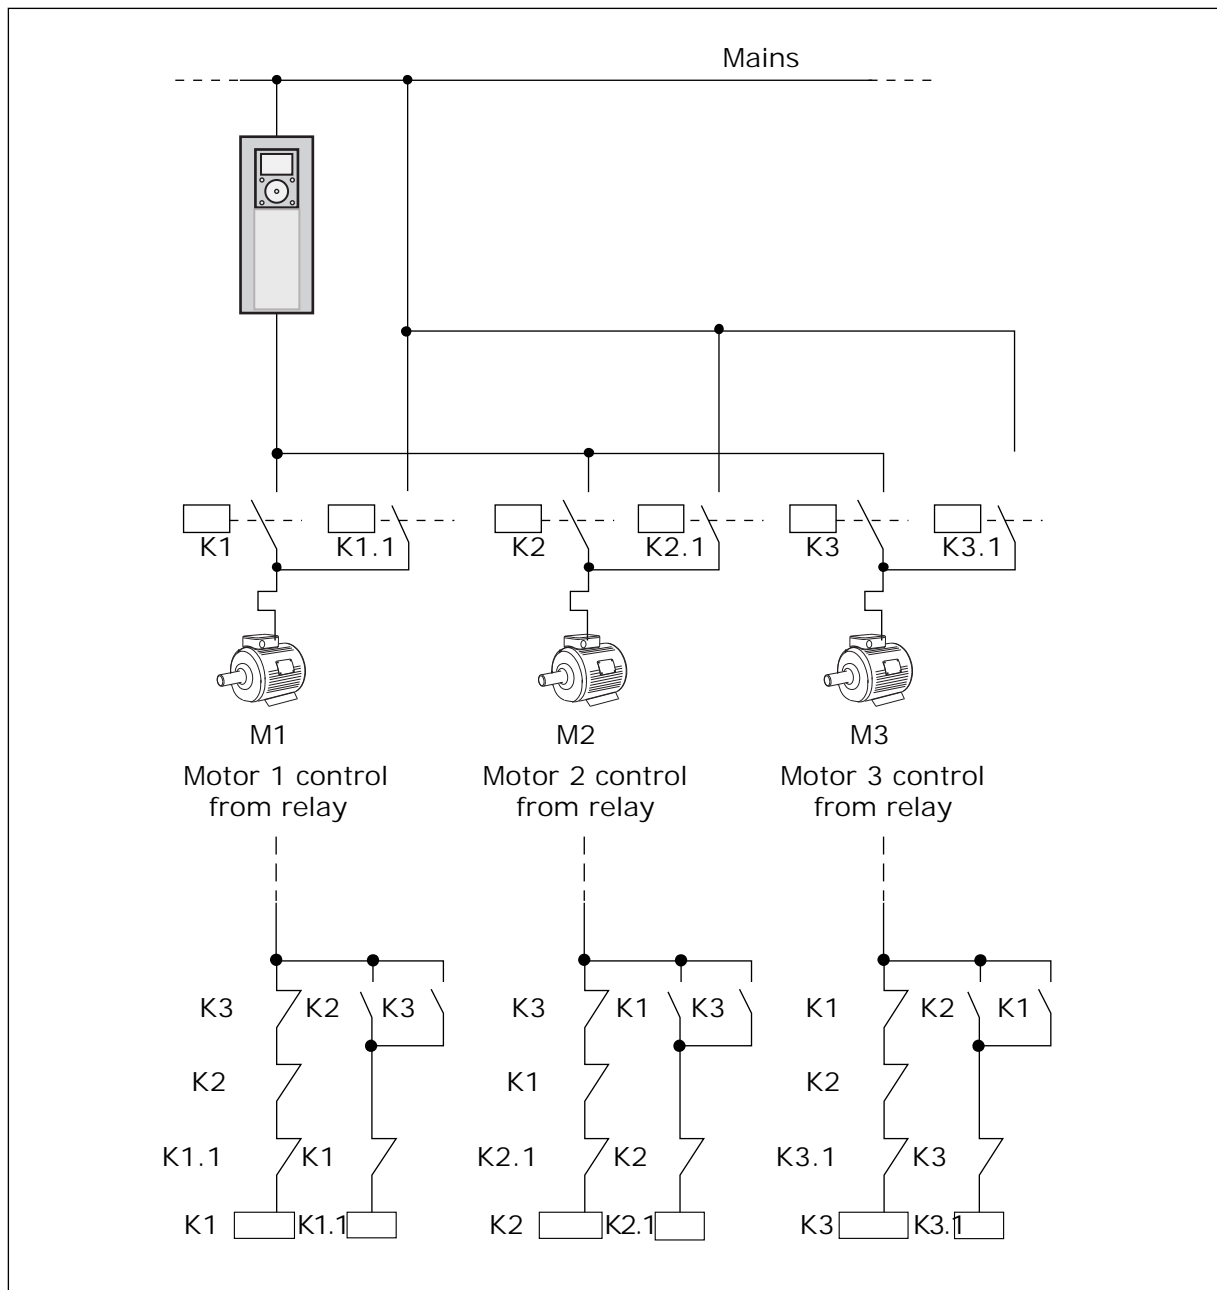 Mains
K1 K1.1 K2 K2.1 K3 K3.1
M1 M2 M3
Motor 1 control Motor 2 control Motor 3 control
from relay from relay from relay
K3 K2 K3 K3 K1 K3 K1 K2 K1
K2 K1 K2
K1.1 K1 K2.1 K2 K3.1 K3
K1 K1.1 K2 K2.1 K3 K3.1